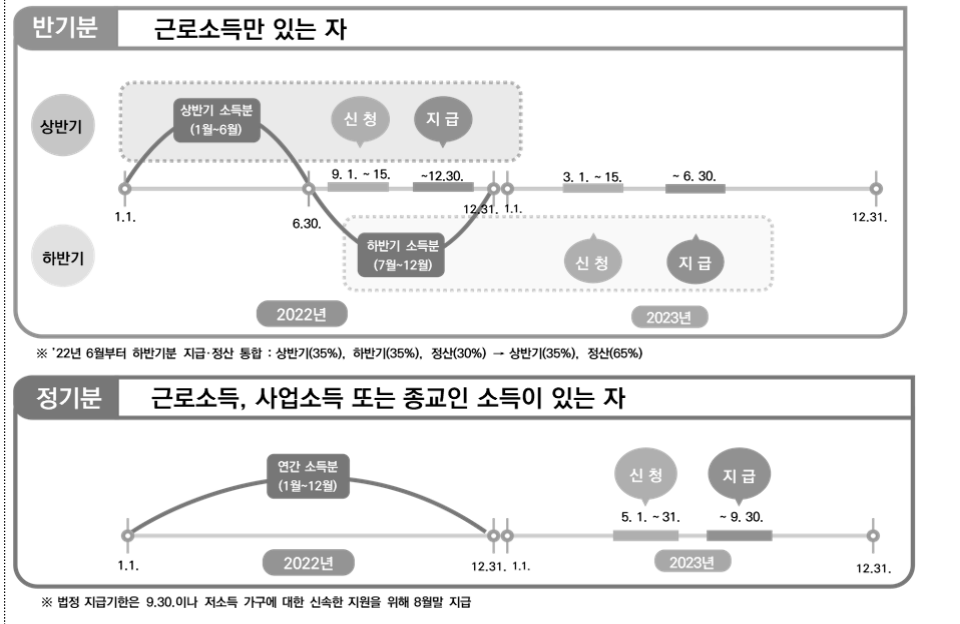 반기분 근로소득만 있는 자
상반기
상반기 소득분
(1월~6월)
신 청
지 급
9. 1. ~ 15.
~12.30.
3. 1. ~ 15.
~ 6. 30.
1.1.
6.30.
12.31. 1.1.
12.31.
하반기
하반기 소득분
(7월~12월)
신 청
지 급
2022년
2023년
※ '22년 6월부터 하반기분 지급·정산 통합 : 상반기(35%), 하반기(35%), 정산(30%) → 상반기(35%), 정산(65%)
정기분 근로소득, 사업소득 또는 종교인 소득이 있는 자
연간 소득분
(1월~12월)
신 청
지 급
5. 1. ~ 31.
~ 9. 30.
1.1.
2022년
12.31. 1.1.
2023년
12.31.
※ 법정 지급기한은 9.30.이나 저소득 가구에 대한 신속한 지원을 위해 8월말 지급